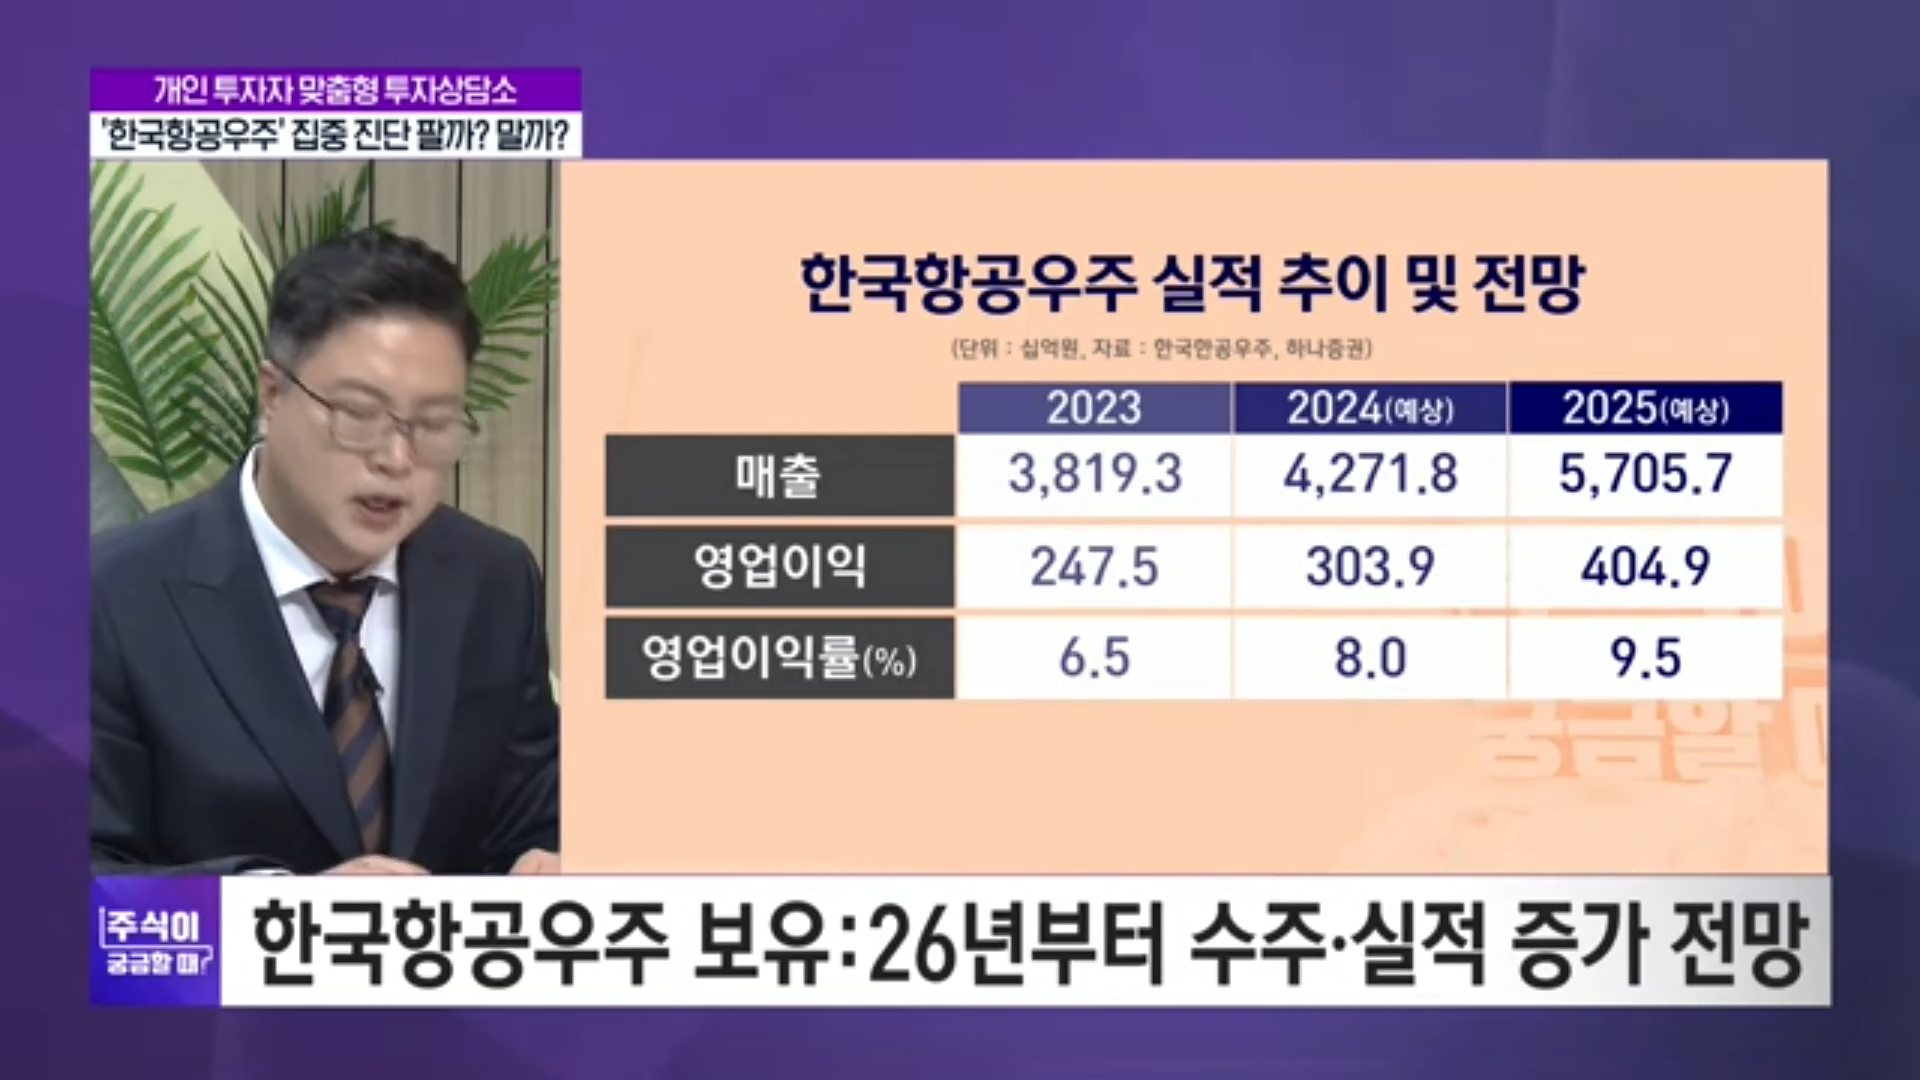 개인 투자자 맞춤형 투자상담소
'한국항공우주' 집중 진단 팔까? 말까?
한국항공우주 실적 추이 및 전망
(단위 : 십억원, 자료 : 한국한공우주, 하나증권)
2023 2024(예상) 2025(예상)
매출 3,819.3 4,271.8 5,705.7
영업이익 247.5 303.9 404.9
영업이익률(%) 6.5 8.0 9.5
궁금할 때
주식이
궁금할 때?
한국항공우주 보유:26년부터 수주·실적 증가 전망